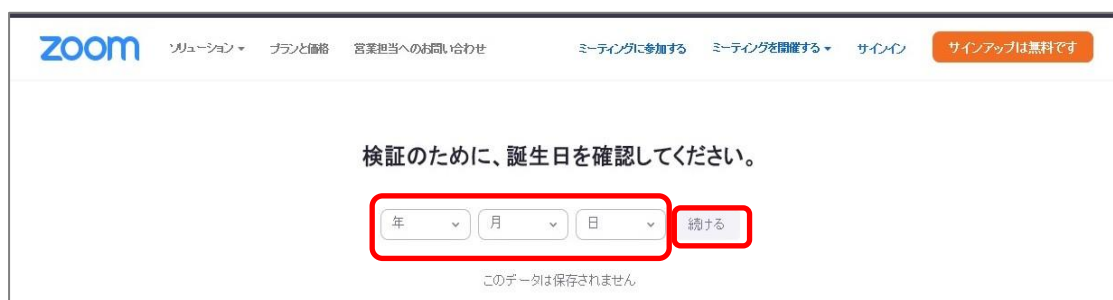 zoom ソリューション プランと価格 営業担当へのお問い合わせ ミーティングに参加する ミーティングを開催する サインイン サインアップは無料です
検証のために、誕生日を確認してください。
年 月 日 続ける
このデータは保存されません